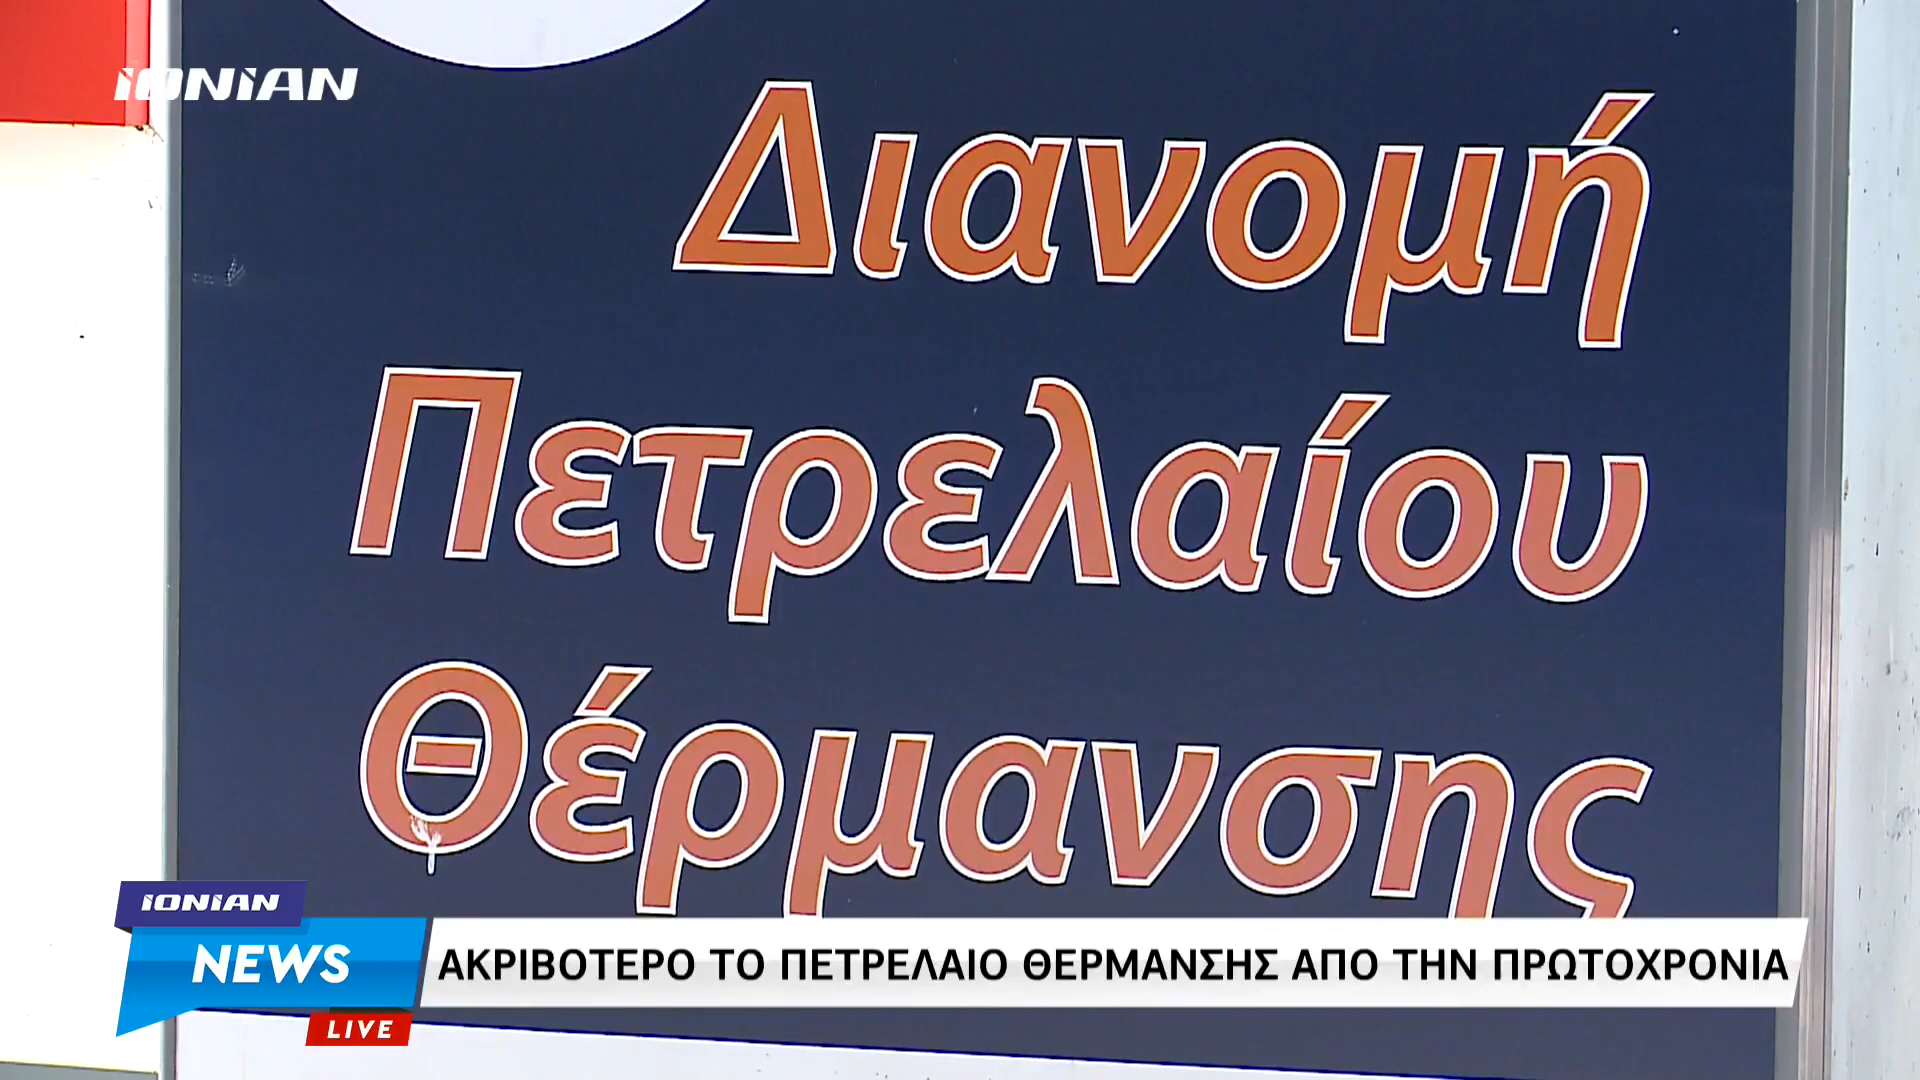 IONIAN
Διανομή
Πετρελαίου
Θέρμανσης
IONIAN
NEWS
ΑΚΡΙΒΟΤΕΡΟ ΤΟ ΠΕΤΡΕΛΑΙΟ ΘΕΡΜΑΝΣΗΣ ΑΠΟ ΤΗΝ ΠΡΩΤΟΧΡΟΝΙΑ
LIVE